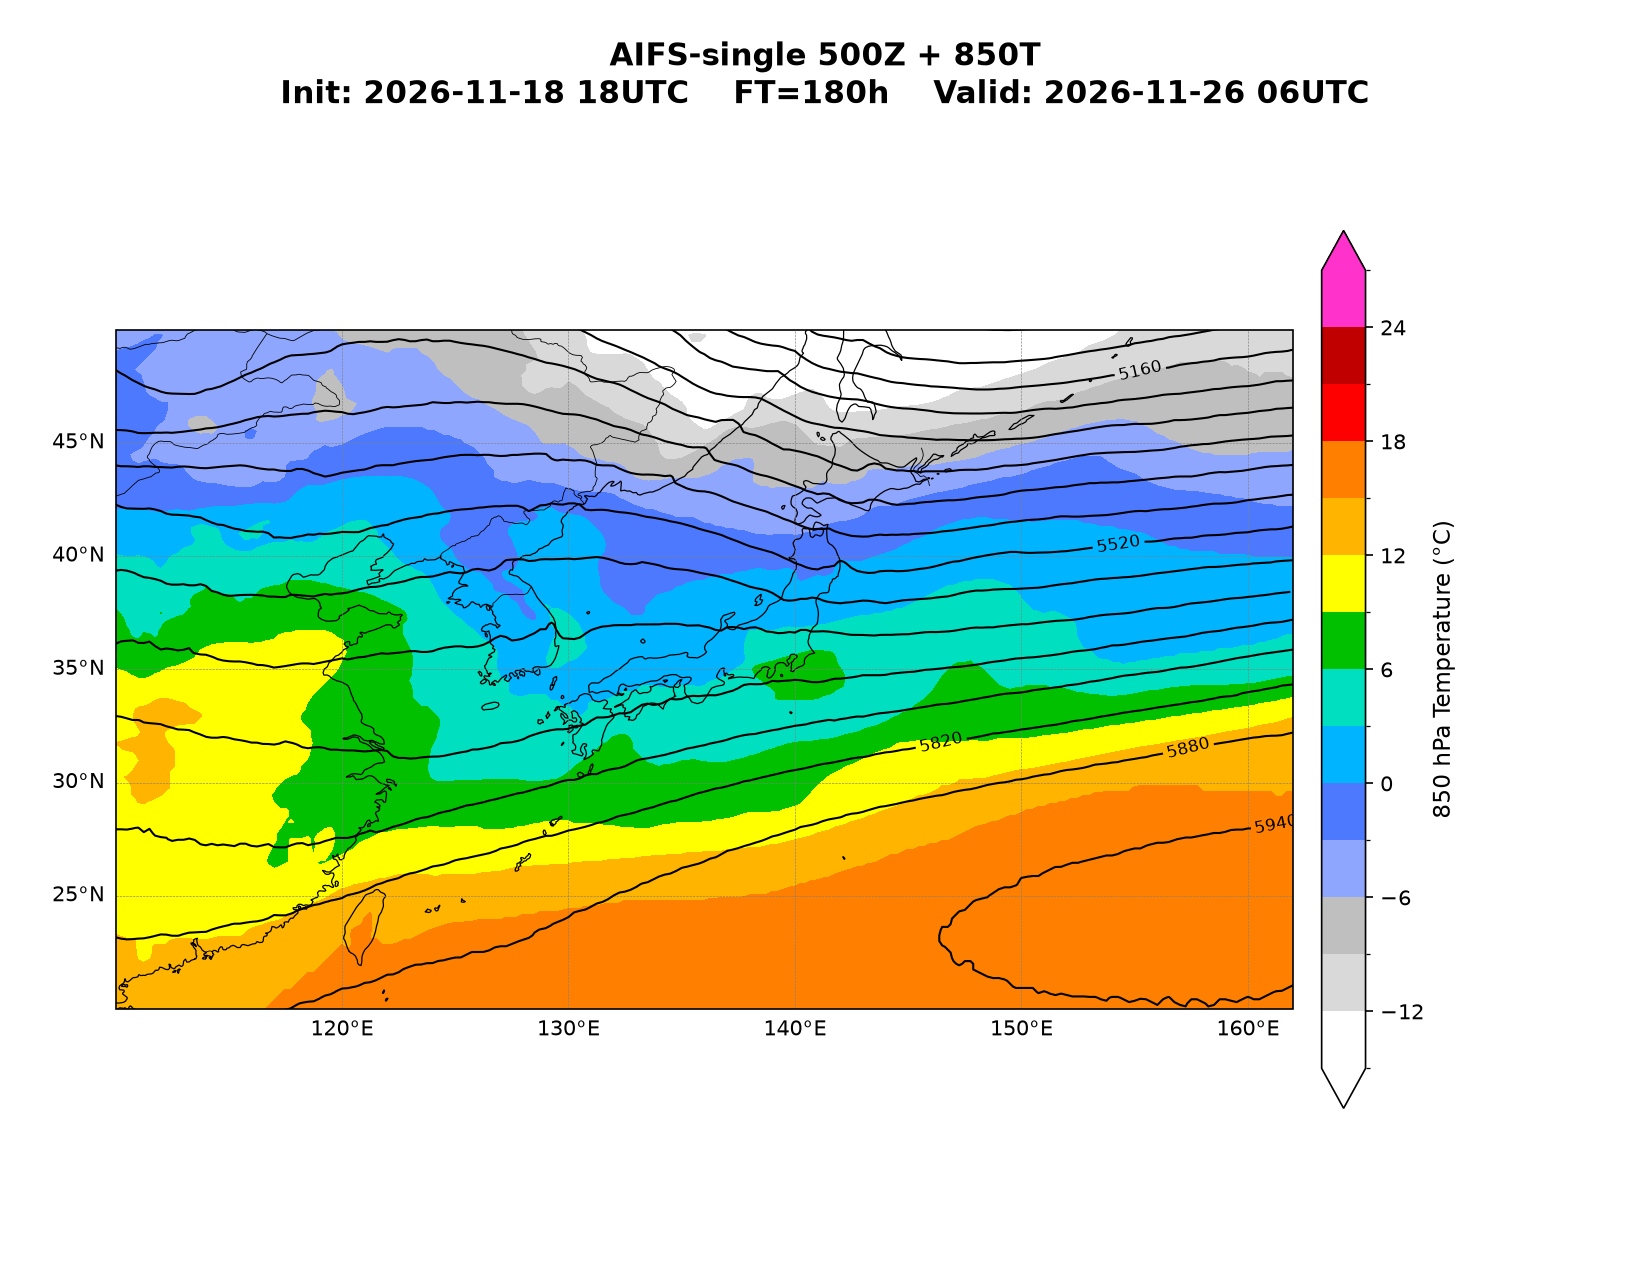 AIFS-single 500Z + 850T
Init: 2026-11-18 18UTC    FT=180h    Valid: 2026-11-26 06UTC
5160
5520
5820
5880
5940
45°N
40°N
35°N
30°N
25°N
120°E
130°E
140°E
150°E
160°E
24
18
12
6
0
−6
−12
850 hPa Temperature (°C)